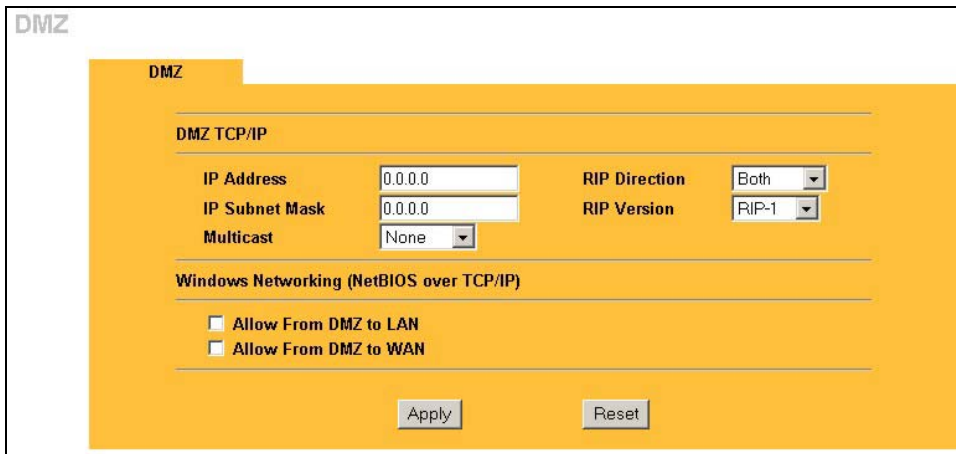 DMZ
DMZ
DMZ TCP/IP
IP Address 0.0.0.0 RIP Direction Both
IP Subnet Mask 0.0.0.0 RIP Version RIP-1
Multicast None
Windows Networking (NetBIOS over TCP/IP)
Allow From DMZ to LAN
Allow From DMZ to WAN
Apply Reset